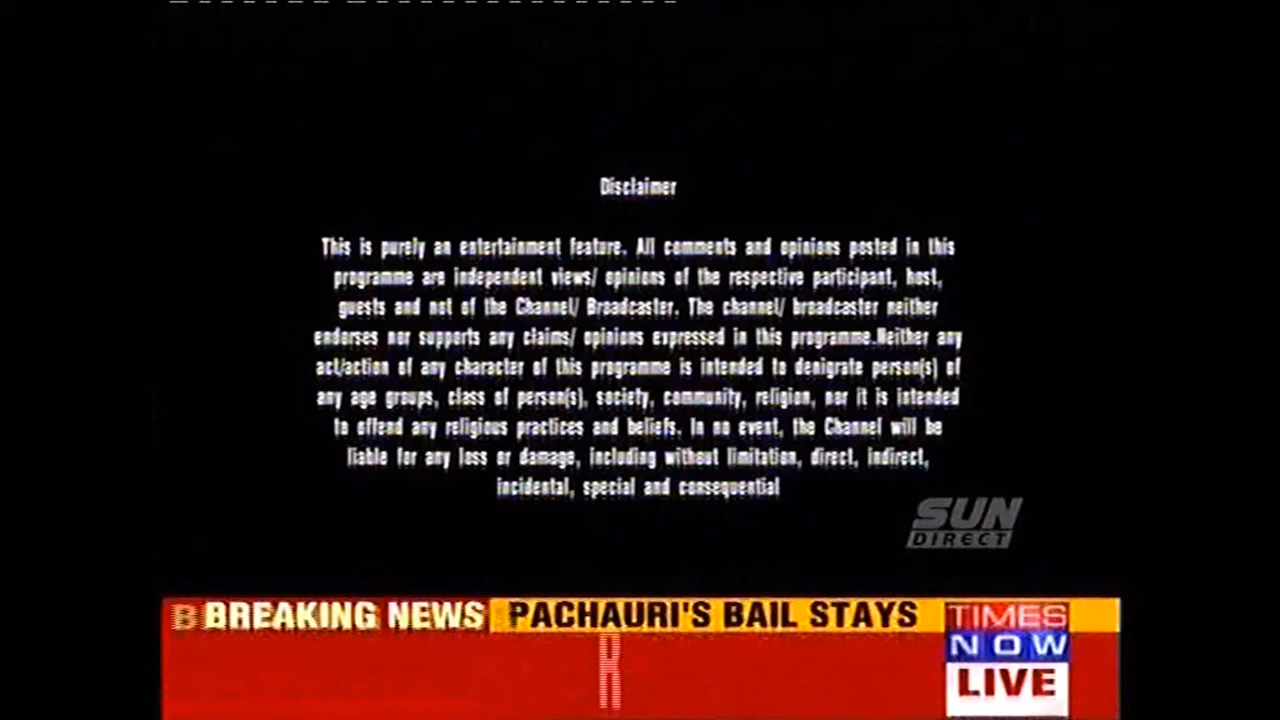 Disclaimer
This is purely an entertainment feature. All comments and opinions posted in this
programme are independent views/ opinions of the respective participant, host,
guests and not of the Channel/ Broadcaster. The channel/ broadcaster neither
endorses nor supports any claims/ opinions expressed in this programme.Neither any
act/action of any character of this programme is intended to denigrate person(s) of
any age groups, class of person(s), society, community, religion, nor it is intended
to offend any religious practices and beliefs. In no event, the Channel will be
liable for any loss or damage, including without limitation, direct, indirect,
incidental, special and consequential
SUN
DIRECT
BREAKING NEWS PACHAURI'S BAIL STAYS
TIMES
NOW
LIVE